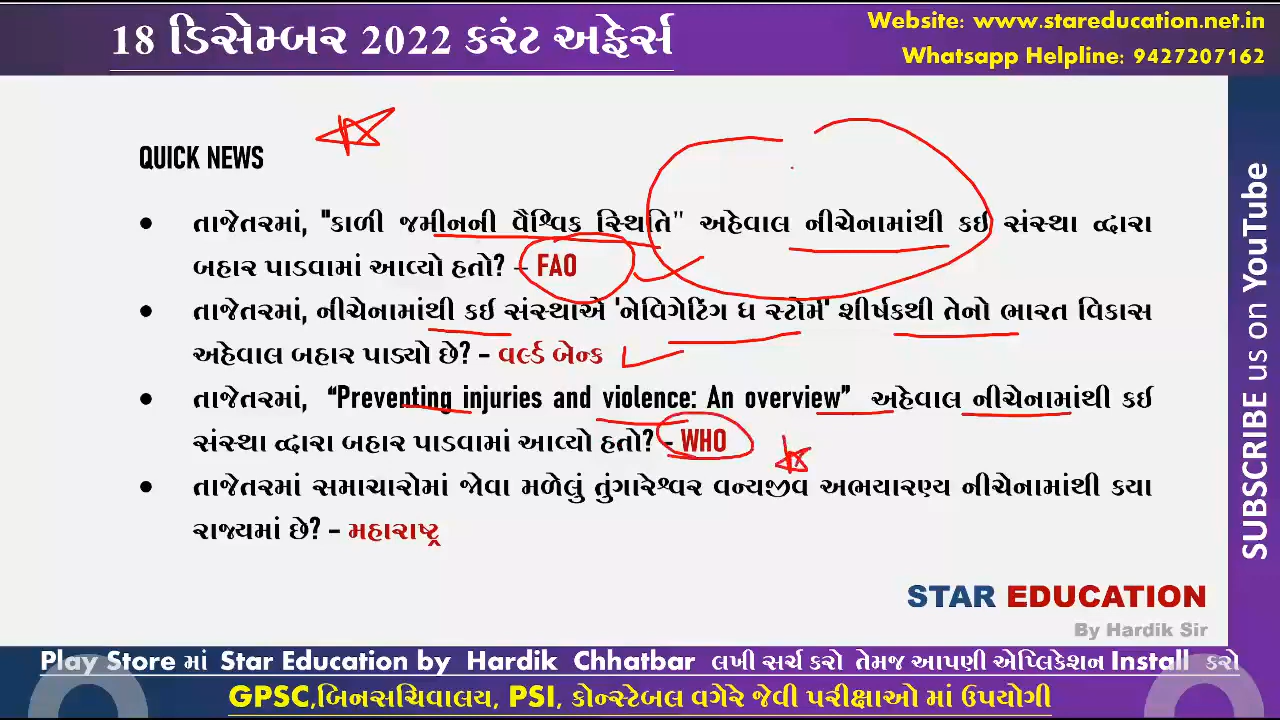 18 ડિસેમ્બર 2022 કરંટ અફેર્સ
Website: www.stareducation.net.in
Whatsapp Helpline: 9427207162
QUICK NEWS
• તાજેતરમાં, "કાળી જમીનની વૈશ્વિક સ્થિતિ" અહેવાલ નીચેનામાંથી કઈ સંસ્થા દ્વારા
બહાર પાડવામાં આવ્યો હતો? – FAO
• તાજેતરમાં, નીચેનામાંથી કઈ સંસ્થાએ 'નેવિગેટિંગ ધ સ્ટોર્મ' શીર્ષકથી તેનો ભારત વિકાસ
અહેવાલ બહાર પાડ્યો છે? – વર્લ્ડ બેન્ક
• તાજેતરમાં, “Preventing injuries and violence: An overview” અહેવાલ નીચેનામાંથી કઈ
સંસ્થા દ્વારા બહાર પાડવામાં આવ્યો હતો? – WHO
• તાજેતરમાં સમાચારોમાં જોવા મળેલું તુંગારેશ્વર વન્યજીવ અભયારણ્ય નીચેનામાંથી કયા
રાજ્યમાં છે? – મહારાષ્ટ્ર
STAR EDUCATION
By Hardik Sir
SUBSCRIBE us on YouTube
Play Store માં Star Education by Hardik Chhatbar લખી સર્ચ કરો તેમજ આપણી એપ્લિકેશન Install કરો
GPSC,બિનસચિવાલય, PSI, કોન્સ્ટેબલ વગેરે જેવી પરીક્ષાઓ માં ઉપયોગી